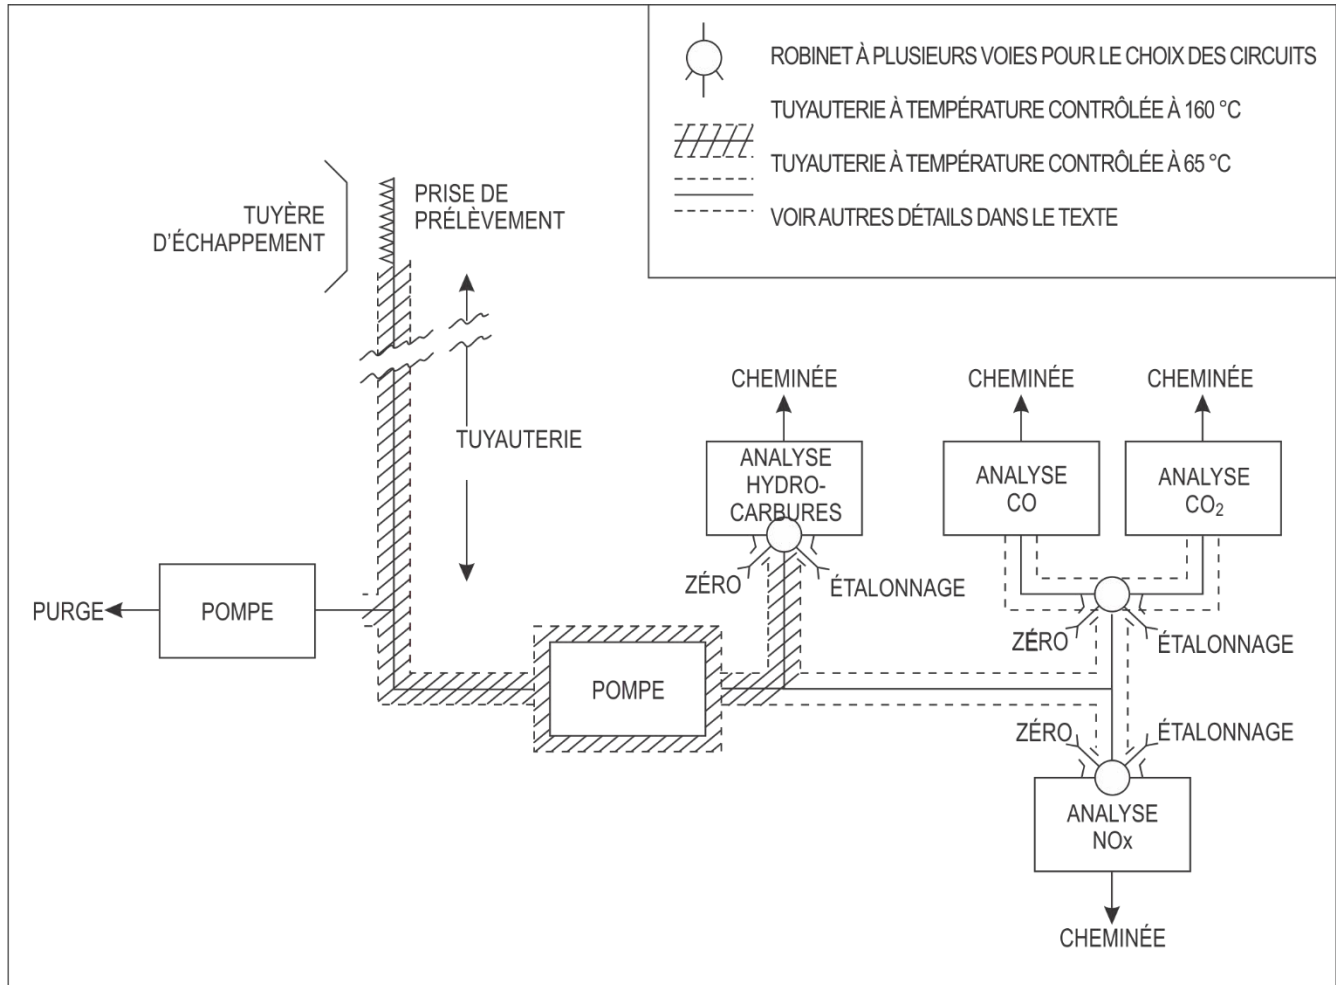 ROBINET À PLUSIEURS VOIES POUR LE CHOIX DES CIRCUITS
TUYAUTERIE À TEMPÉRATURE CONTRÔLÉE À 160 °C
TUYAUTERIE À TEMPÉRATURE CONTRÔLÉE À 65 °C
VOIR AUTRES DÉTAILS DANS LE TEXTE
TUYÈRE
D'ÉCHAPPEMENT
PRISE DE
PRÉLÈVEMENT
TUYAUTERIE
CHEMINÉE
CHEMINÉE
CHEMINÉE
ANALYSE
HYDRO-
CARBURES
ANALYSE
CO
ANALYSE
CO₂
ZÉRO
ÉTALONNAGE
PURGE
POMPE
ZÉRO
ÉTALONNAGE
POMPE
ZÉRO
ÉTALONNAGE
ANALYSE
NOx
CHEMINÉE